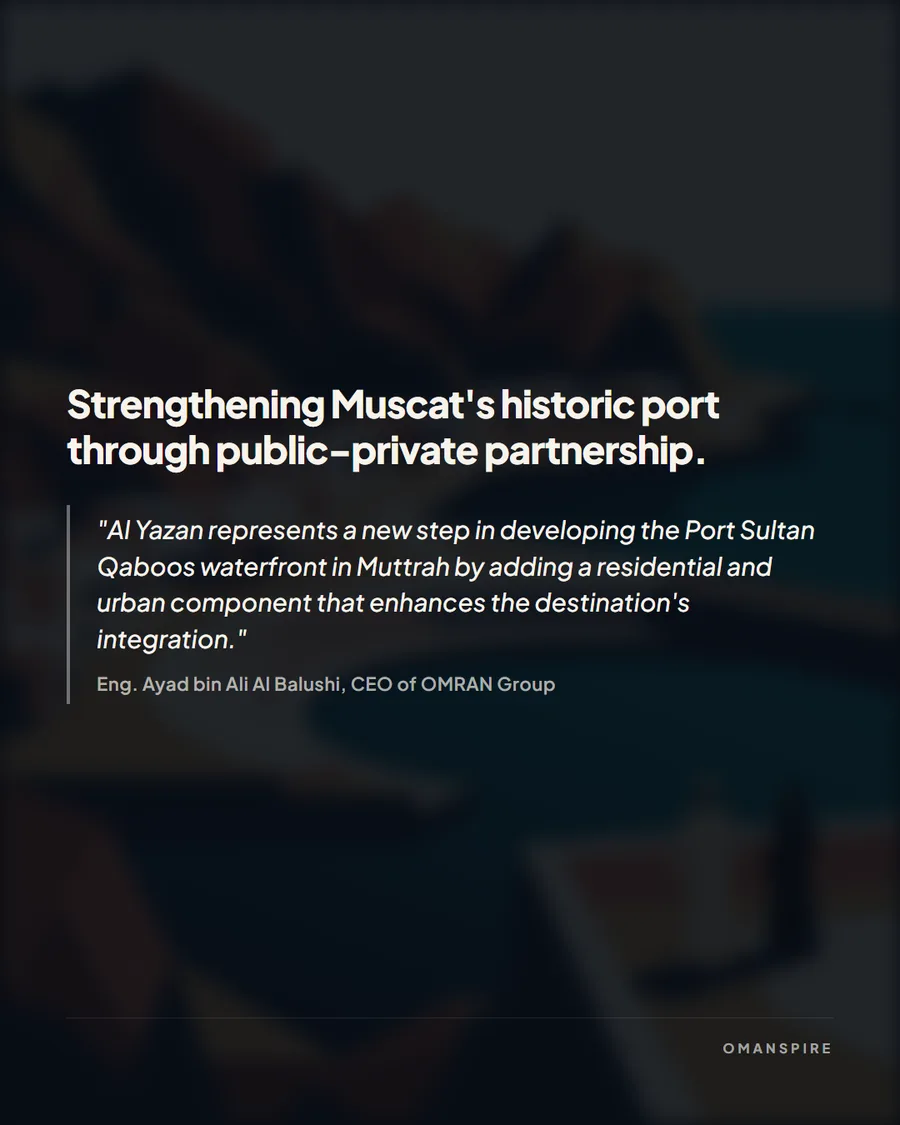 Strengthening Muscat's historic port
through public-private partnership.
"Al Yazan represents a new step in developing the Port Sultan
Qaboos waterfront in Muttrah by adding a residential and
urban component that enhances the destination's
integration."
Eng. Ayad bin Ali Al Balushi, CEO of OMRAN Group
OMANSPIRE